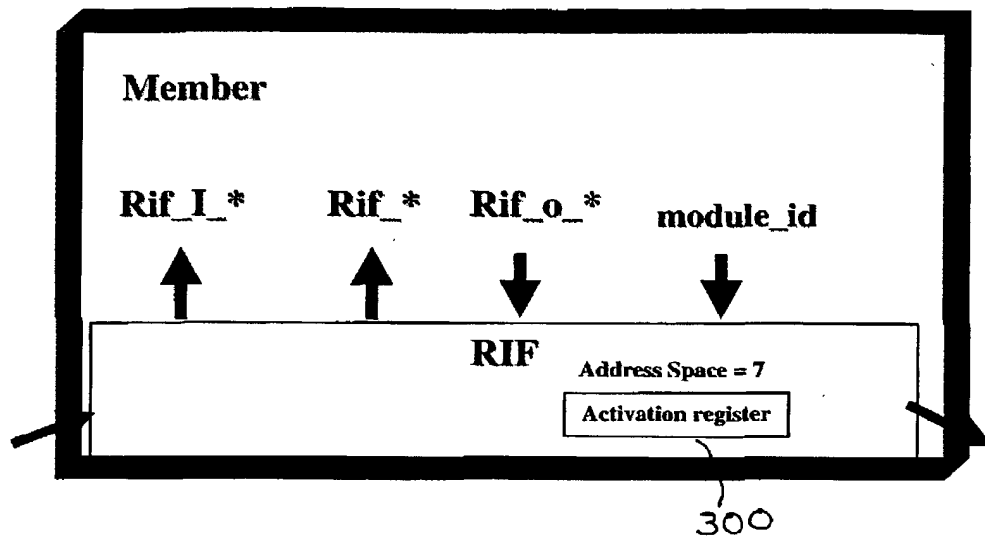 Member
Rif_I_* Rif_* Rif_o_* module_id
RIF
Address Space = 7
Activation register
300